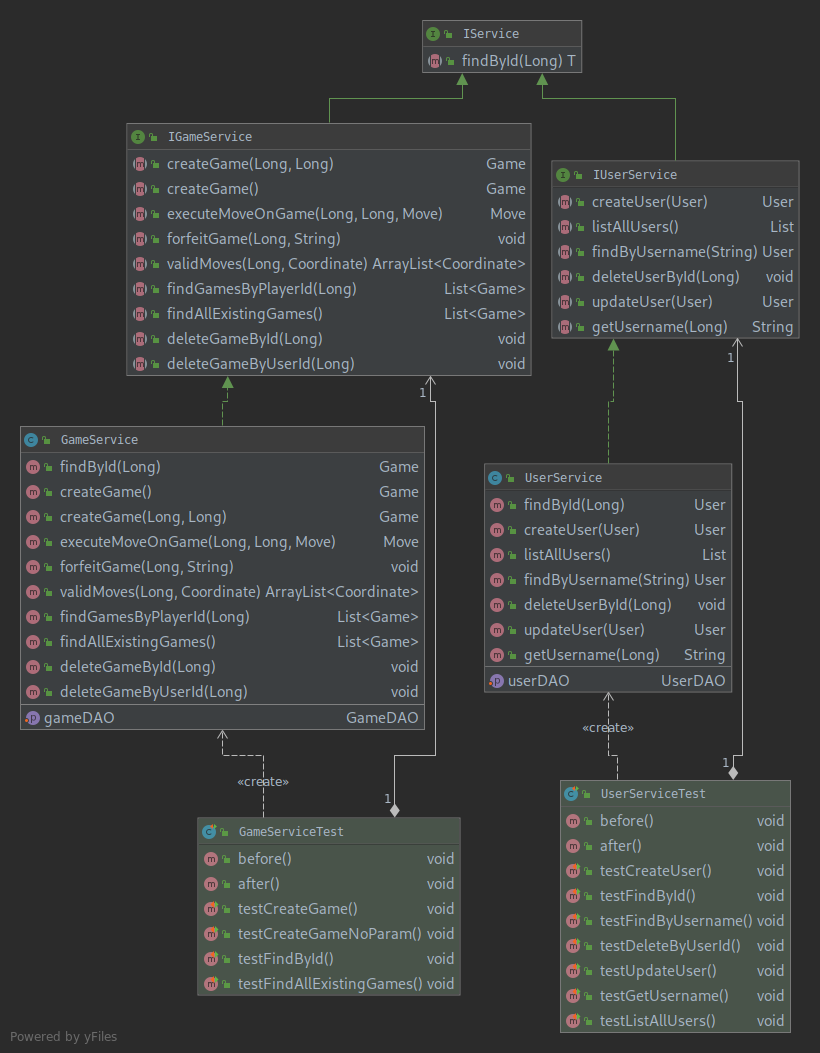 IService
findById(Long) T
IGameService
createGame(Long, Long) Game
createGame() Game
executeMoveOnGame(Long, Long, Move) Move
forfeitGame(Long, String) void
validMoves(Long, Coordinate) ArrayList<Coordinate>
findGamesByPlayerId(Long) List<Game>
findAllExistingGames() List<Game>
deleteGameById(Long) void
deleteGameByUserId(Long) void
IUserService
createUser(User) User
listAllUsers() List
findByUsername(String) User
deleteUserById(Long) void
updateUser(User) User
getUsername(Long) String
1
1
GameService
findById(Long) Game
createGame() Game
createGame(Long, Long) Game
executeMoveOnGame(Long, Long, Move) Move
forfeitGame(Long, String) void
validMoves(Long, Coordinate) ArrayList<Coordinate>
findGamesByPlayerId(Long) List<Game>
findAllExistingGames() List<Game>
deleteGameById(Long) void
deleteGameByUserId(Long) void
gameDAO GameDAO
UserService
findById(Long) User
createUser(User) User
listAllUsers() List
findByUsername(String) User
deleteUserById(Long) void
updateUser(User) User
getUsername(Long) String
userDAO UserDAO
«create»
1
«create»
1
GameServiceTest
before() void
after() void
testCreateGame() void
testCreateGameNoParam() void
testFindById() void
testFindAllExistingGames() void
UserServiceTest
before() void
after() void
testCreateUser() void
testFindById() void
testFindByUsername() void
testDeleteByUserId() void
testUpdateUser() void
testGetUsername() void
testListAllUsers() void
Powered by yFiles